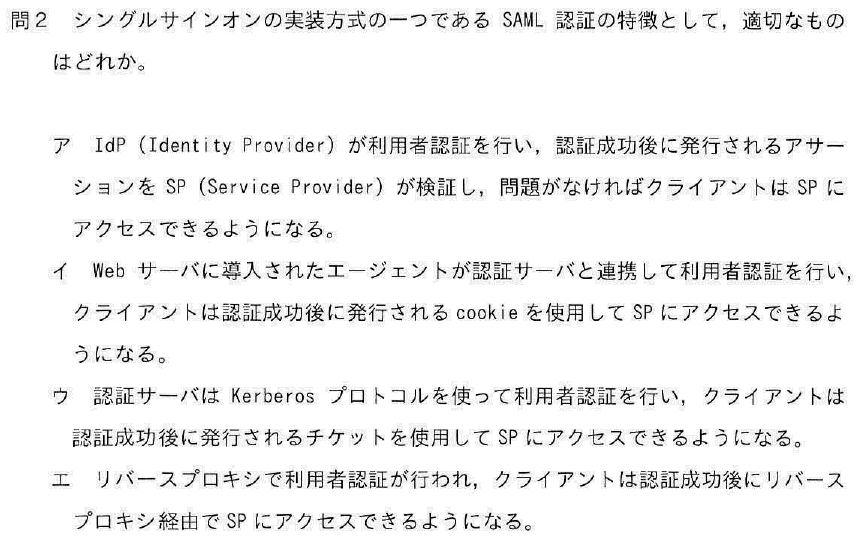 問2 シングルサインオンの実装方式の一つである SAML 認証の特徴として，適切なもの
はどれか。
ア IdP (Identity Provider) が利用者認証を行い，認証成功後に発行されるアサー
ションを SP (Service Provider) が検証し，問題がなければクライアントは SP に
アクセスできるようになる。
イ Web サーバに導入されたエージェントが認証サーバと連携して利用者認証を行い，
クライアントは認証成功後に発行される cookie を使用して SP にアクセスできるよ
うになる。
ウ 認証サーバは Kerberos プロトコルを使って利用者認証を行い，クライアントは
認証成功後に発行されるチケットを使用して SP にアクセスできるようになる。
エ リバースプロキシで利用者認証が行われ，クライアントは認証成功後にリバース
プロキシ経由で SP にアクセスできるようになる。